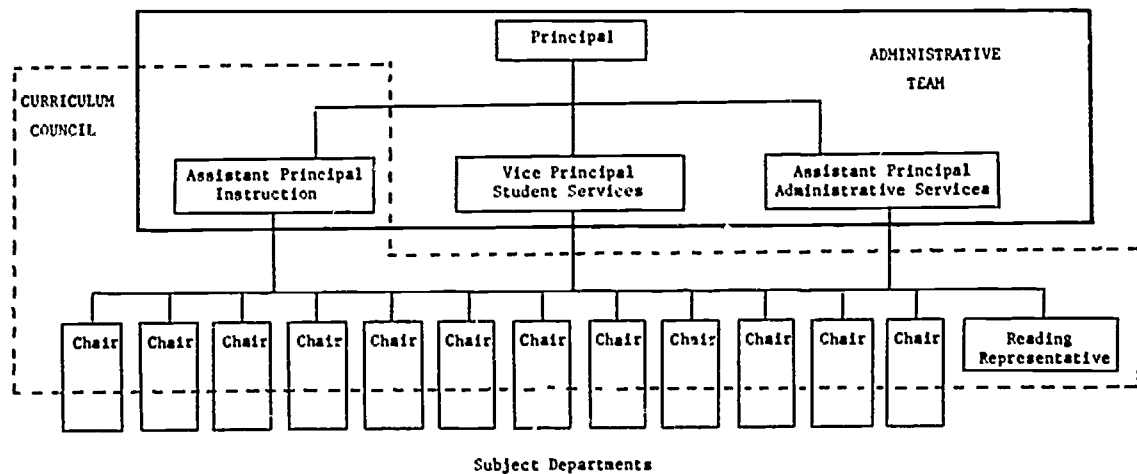 Principal
ADMINISTRATIVE
TEAM
CURRICULUM
COUNCIL
Assistant Principal
Instruction
Vice Principal
Student Services
Assistant Principal
Administrative Services
Chair
Chair
Chair
Chair
Chair
Chair
Chair
Chair
Chair
Chair
Chair
Chair
Reading
Representative
Subject Departments